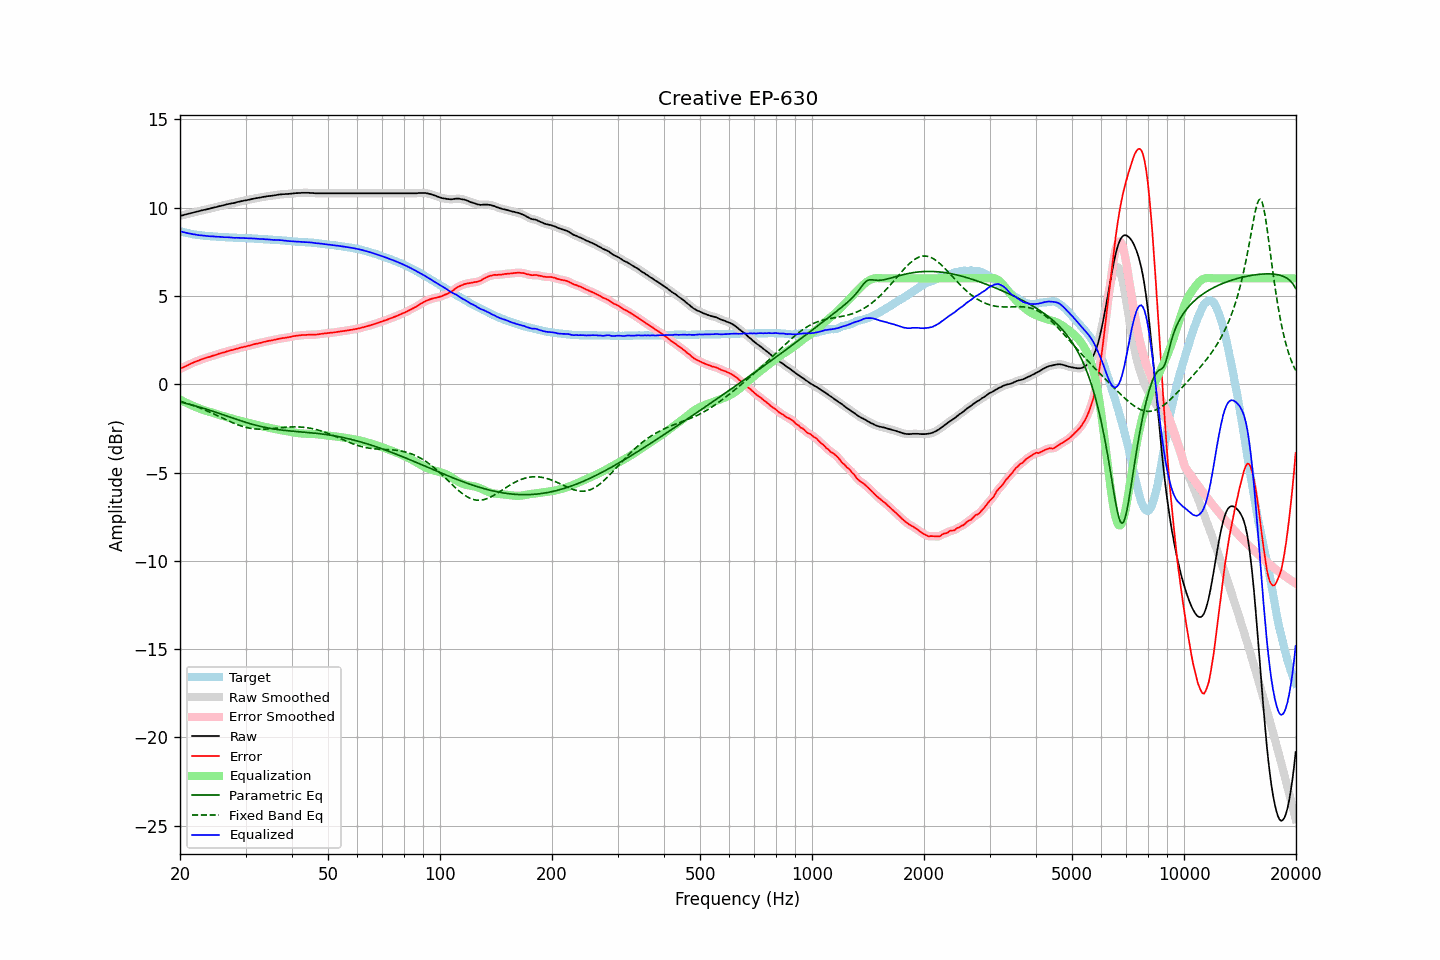 Creative EP-630
Amplitude (dBr)
15
10
5
0
−5
−10
−15
−20
−25
Target
Raw Smoothed
Error Smoothed
Raw
Error
Equalization
Parametric Eq
Fixed Band Eq
Equalized
20 50 100 200 500 1000 2000 5000 10000 20000
Frequency (Hz)